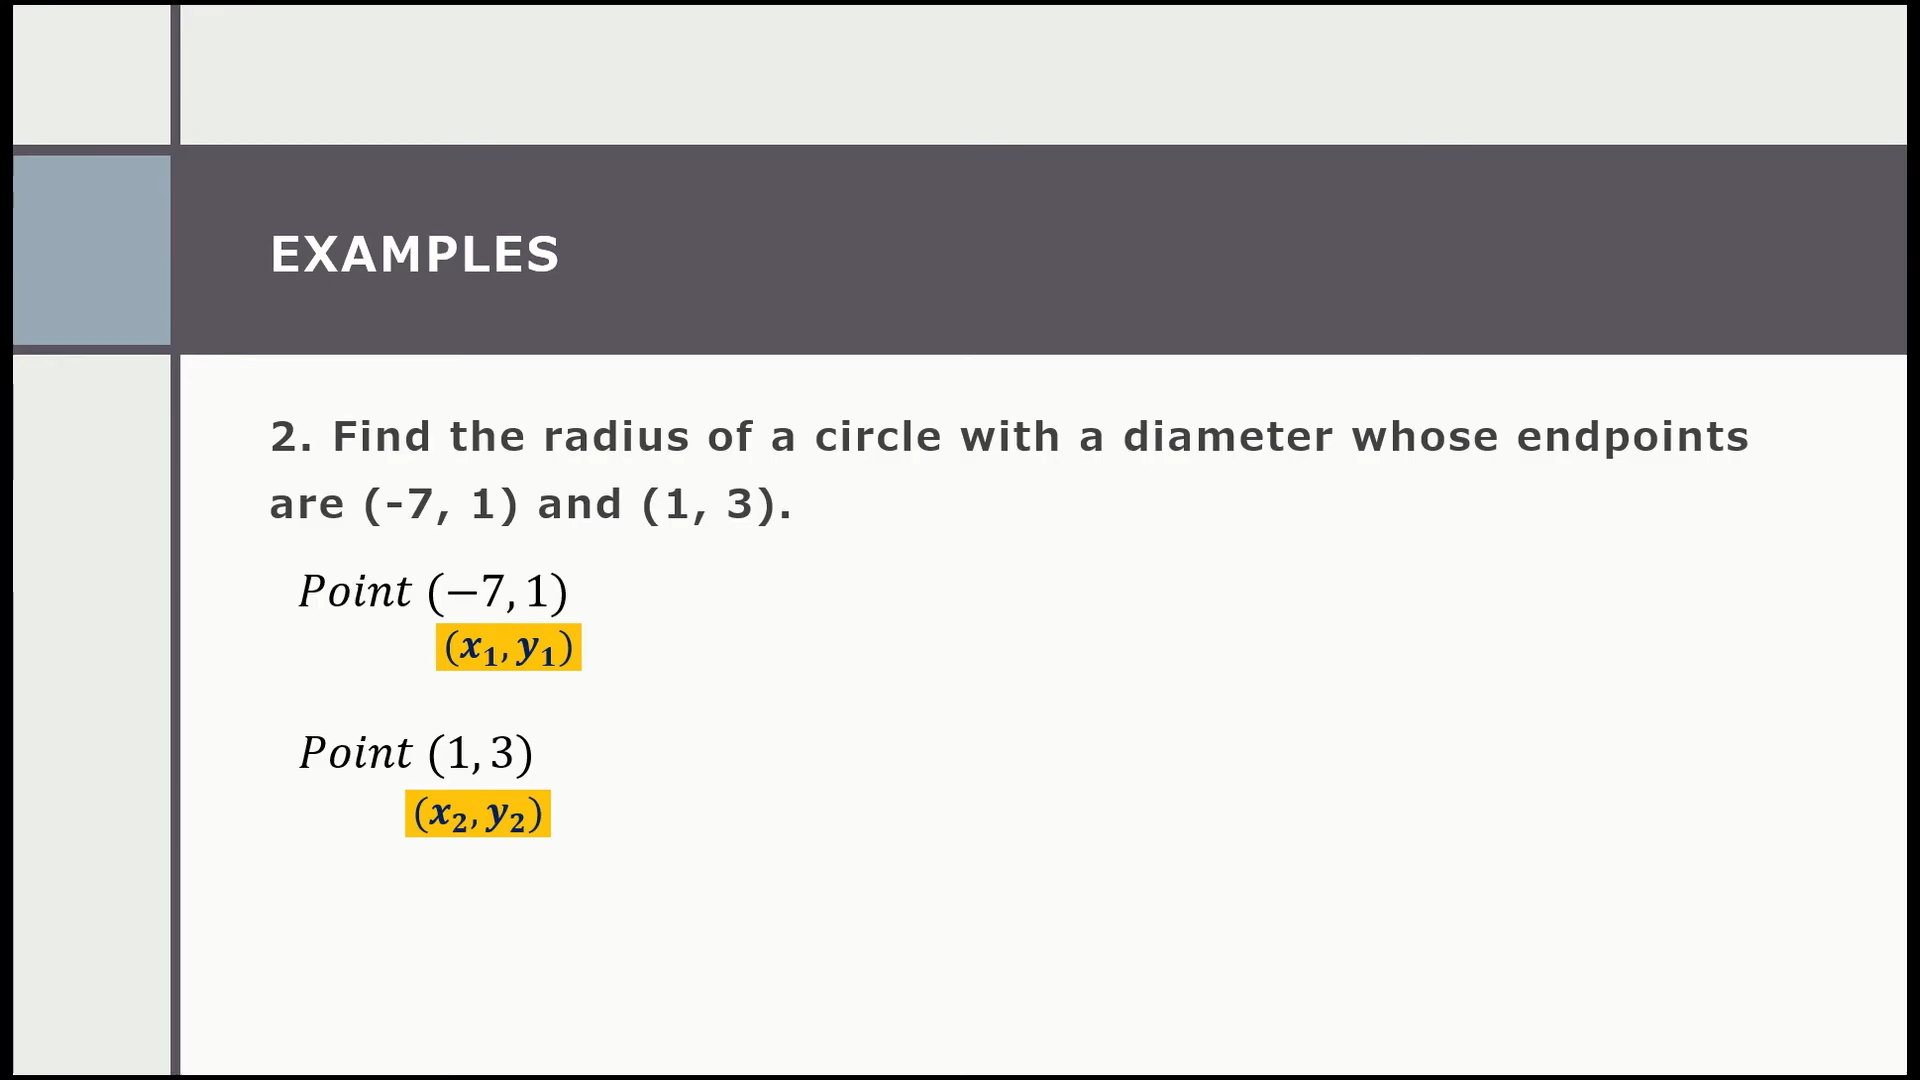 EXAMPLES
2. Find the radius of a circle with a diameter whose endpoints
are (-7, 1) and (1, 3).
Point (−7, 1)
(x₁, y₁)
Point (1, 3)
(x₂, y₂)